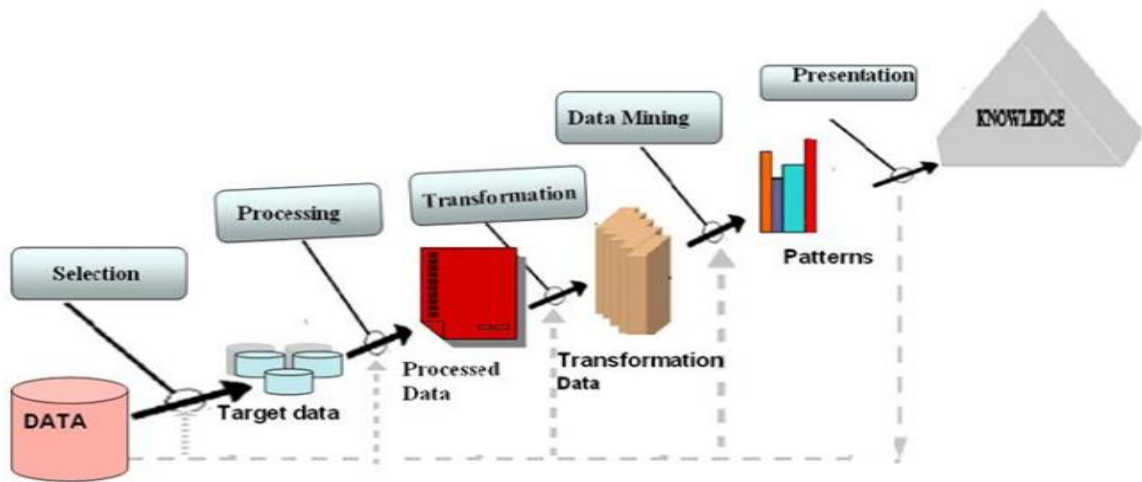 Presentation
KNOWLEDGE
Data Mining
Transformation
Processing
Patterns
Selection
Transformation
Data
Processed
Data
Target data
DATA